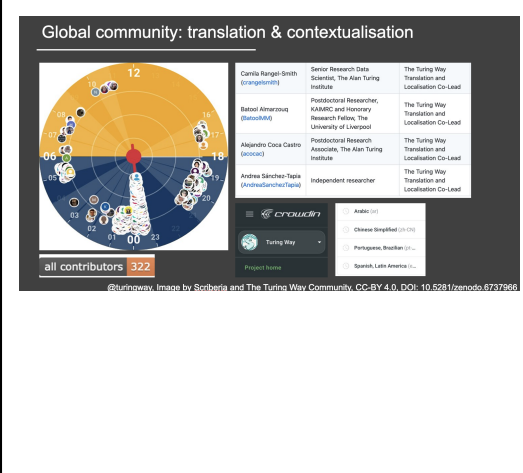 Global community: translation & contextualisation
12
16
07
17
06
18
05
19
03
02
22
01
00
23
all contributors 322
Camila Rangel-Smith
(crangelsmith)
Senior Research Data
Scientist, The Alan Turing
Institute
The Turing Way
Translation and
Localisation Co-Lead
Batool Almarzouq
(BatoolMM)
Postdoctoral Researcher,
KAIMRC and Honorary
Research Fellow, The
University of Liverpool
The Turing Way
Translation and
Localisation Co-Lead
Alejandro Coca Castro
(acocac)
Postdoctoral Research
Associate, The Alan Turing
Institute
The Turing Way
Translation and
Localisation Co-Lead
Andrea Sánchez-Tapia
(AndreaSanchezTapia)
Independent researcher
The Turing Way
Translation and
Localisation Co-Lead
crowdin
Turing Way
Project home
Arabic (ar)
Chinese Simplified (zh-CN)
Portuguese, Brazilian (pt-...
Spanish, Latin America (e...
@turingway, Image by Scriberia and The Turing Way Community, CC-BY 4.0, DOI: 10.5281/zenodo.6737966